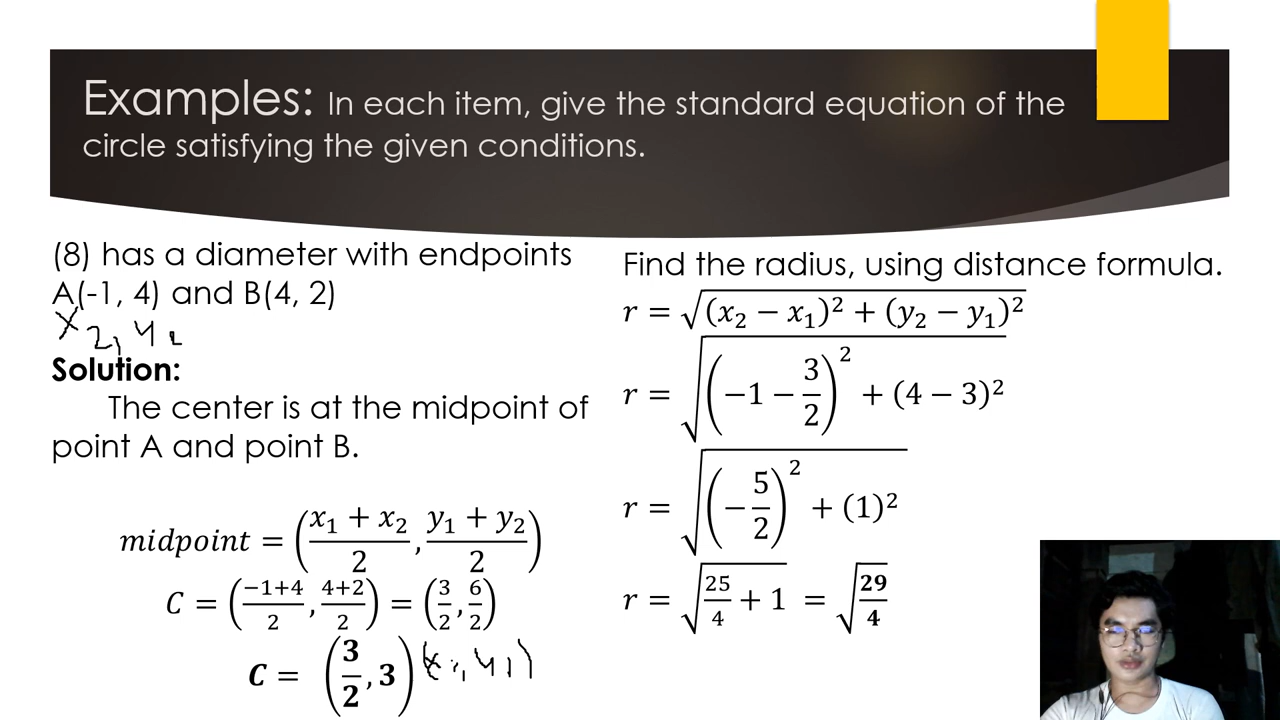 Examples: In each item, give the standard equation of the
circle satisfying the given conditions.
(8) has a diameter with endpoints
A(-1, 4) and B(4, 2)
x₂, y₂
Solution:
The center is at the midpoint of
point A and point B.
midpoint = ((x₁ + x₂)/2, (y₁ + y₂)/2)
C = ((−1+4)/2, (4+2)/2) = (3/2, 6/2)
C = (3/2, 3) (x₁, y₁)
Find the radius, using distance formula.
r = √((x₂ − x₁)² + (y₂ − y₁)²)
r = √((−1 − 3/2)² + (4 − 3)²)
r = √((−5/2)² + (1)²)
r = √(25/4 + 1) = √(29/4)